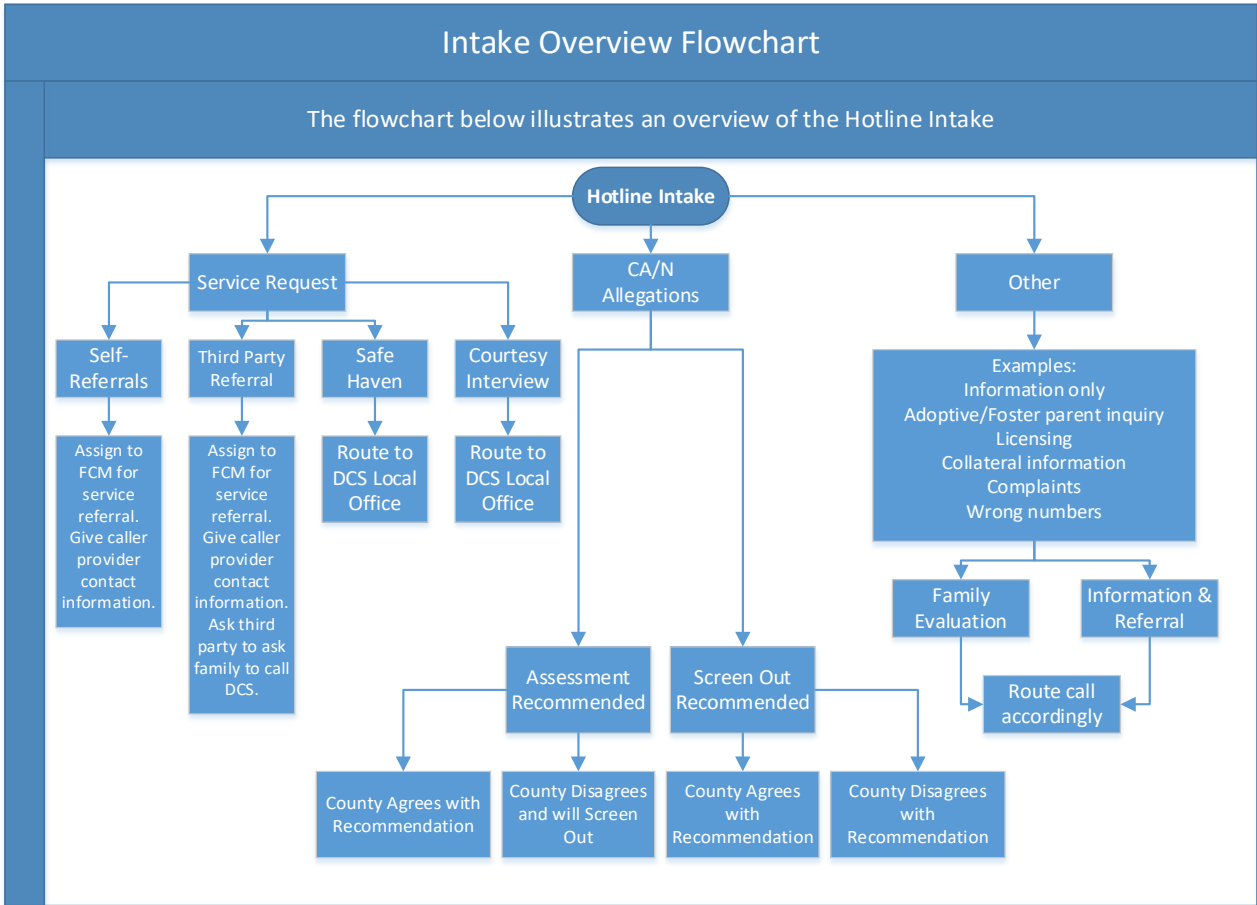 Intake Overview Flowchart
The flowchart below illustrates an overview of the Hotline Intake
Hotline Intake
Service Request
CA/N
Allegations
Other
Self-
Referrals
Third Party
Referral
Safe
Haven
Courtesy
Interview
Examples:
Information only
Adoptive/Foster parent inquiry
Licensing
Collateral information
Complaints
Wrong numbers
Assign to
FCM for
service
referral.
Give caller
provider
contact
information.
Assign to
FCM for
service
referral.
Give caller
provider
contact
information.
Ask third
party to ask
family to call
DCS.
Route to
DCS Local
Office
Route to
DCS Local
Office
Family
Evaluation
Information &
Referral
Assessment
Recommended
Screen Out
Recommended
Route call
accordingly
County Agrees with
Recommendation
County Disagrees
and will Screen
Out
County Agrees
with
Recommendation
County Disagrees
with
Recommendation